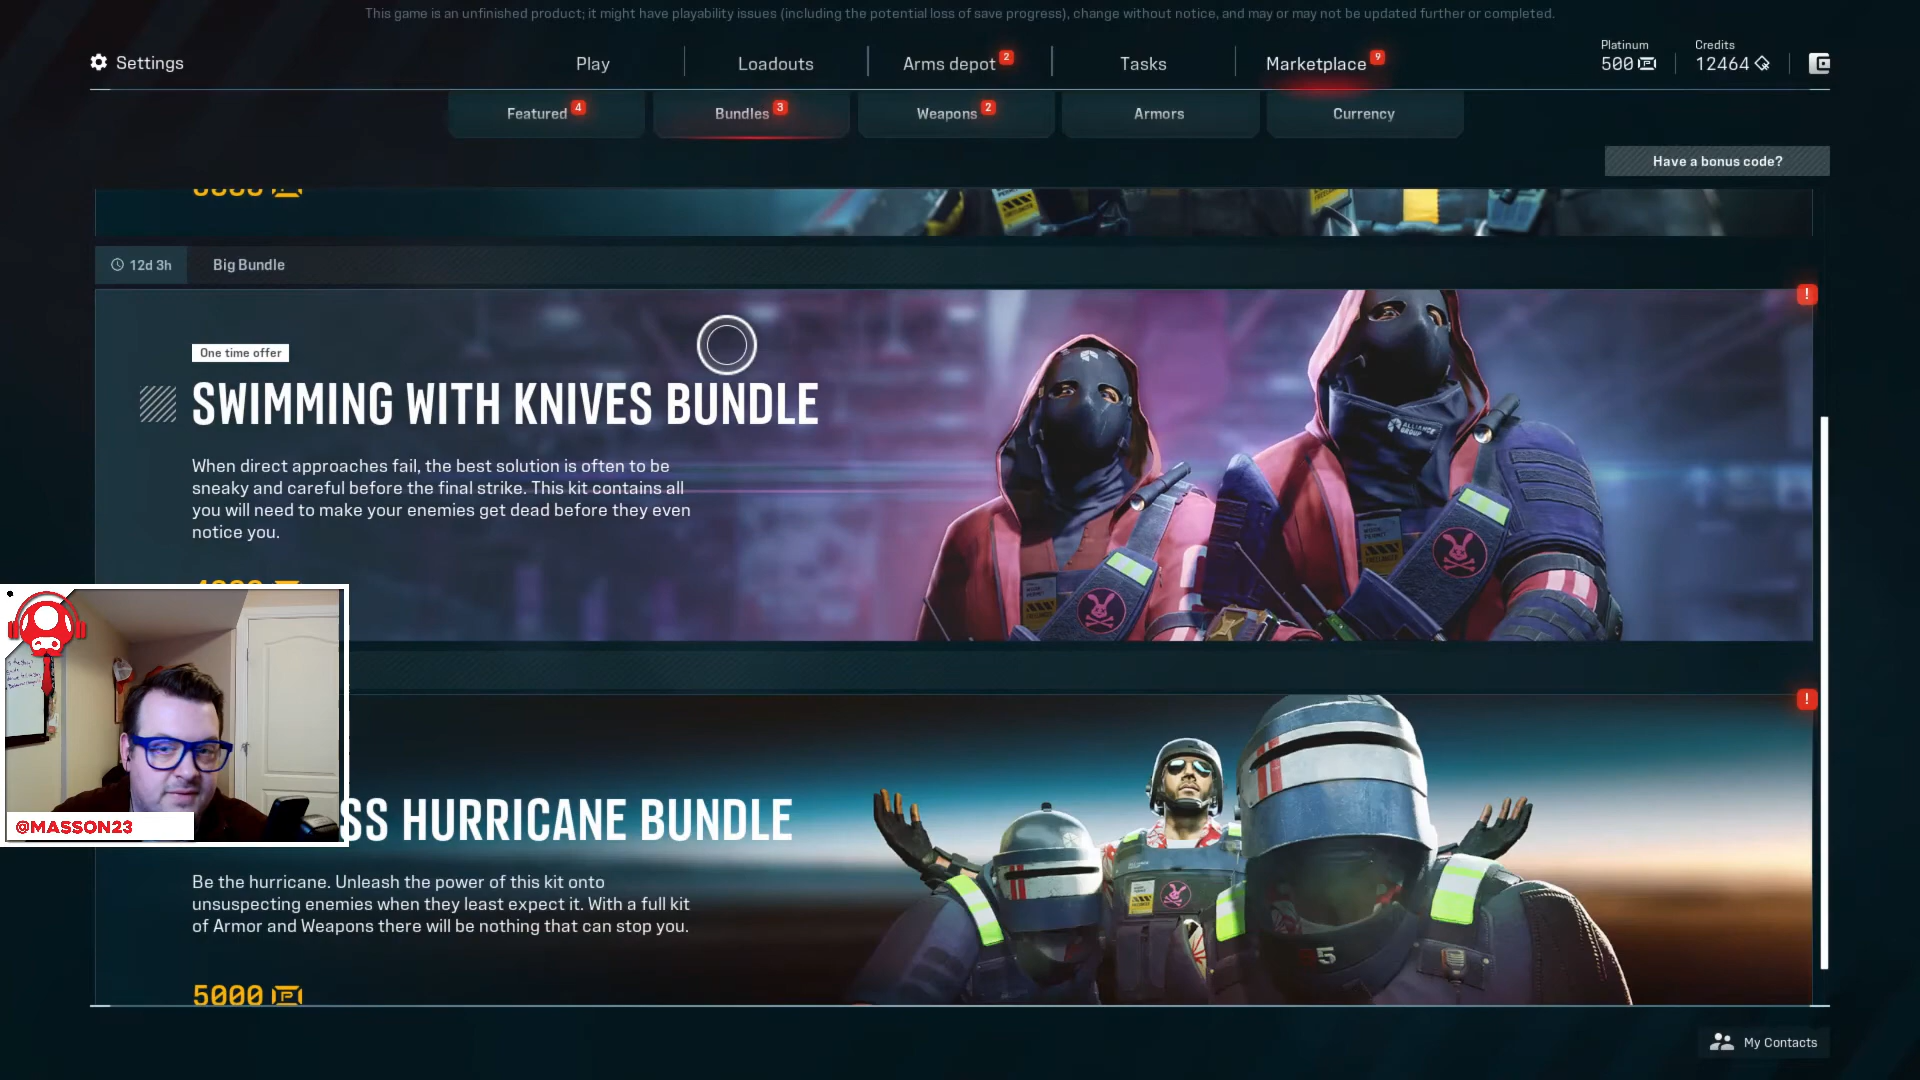 This game is an unfinished product; it might have playability issues (including the potential loss of save progress), change without notice, and may or may not be updated further or completed.
Settings
Play
Loadouts
Arms depot 2
Tasks
Marketplace 9
Platinum
500
Credits
12464
Featured 4
Bundles 3
Weapons 2
Armors
Currency
Have a bonus code?
12d 3h
Big Bundle
!
One time offer
SWIMMING WITH KNIVES BUNDLE
When direct approaches fail, the best solution is often to be
sneaky and careful before the final strike. This kit contains all
you will need to make your enemies get dead before they even
notice you.
ALLIANCE
GROUP
!
SS HURRICANE BUNDLE
Be the hurricane. Unleash the power of this kit onto
unsuspecting enemies when they least expect it. With a full kit
of Armor and Weapons there will be nothing that can stop you.
5000
@MASSON23
My Contacts